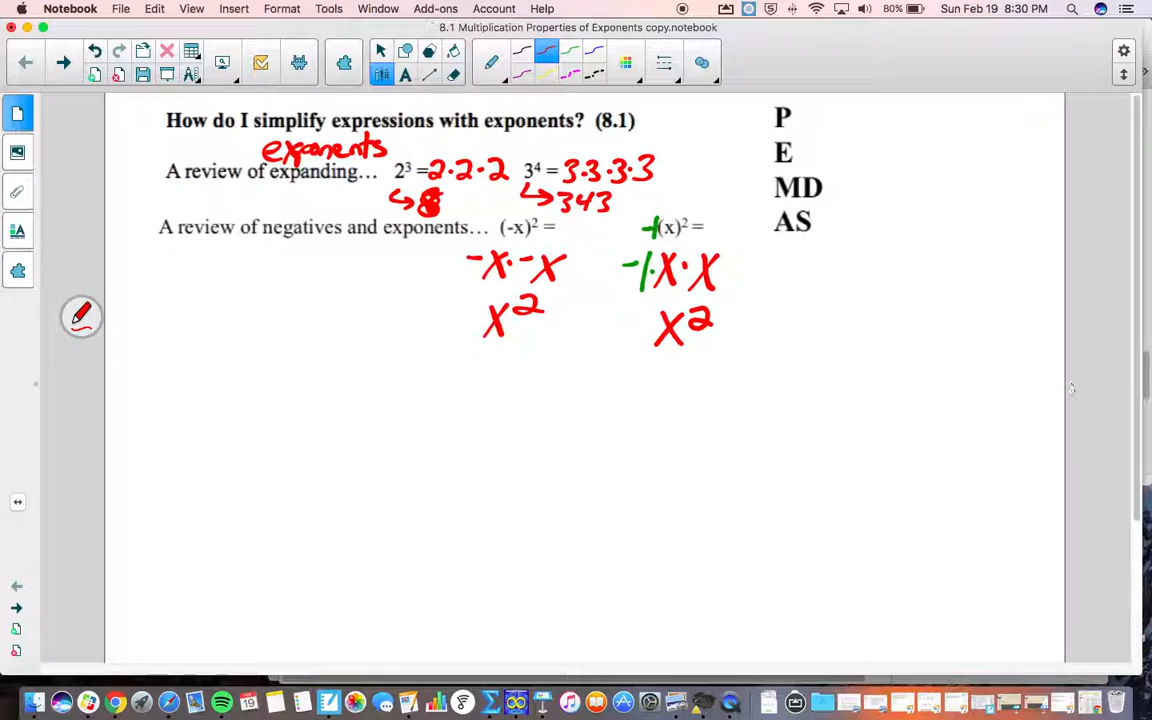 Notebook File Edit View Insert Format Tools Window Add-ons Account Help 80% Sun Feb 19 8:30 PM
8.1 Multiplication Properties of Exponents copy.notebook
How do I simplify expressions with exponents? (8.1)
exponents
A review of expanding… 2³ =2·2·2 3⁴ = 3·3·3·3
8 343
A review of negatives and exponents… (-x)² = -1(x)² =
-x·-x -1·x·x
x² x²
P
E
MD
AS